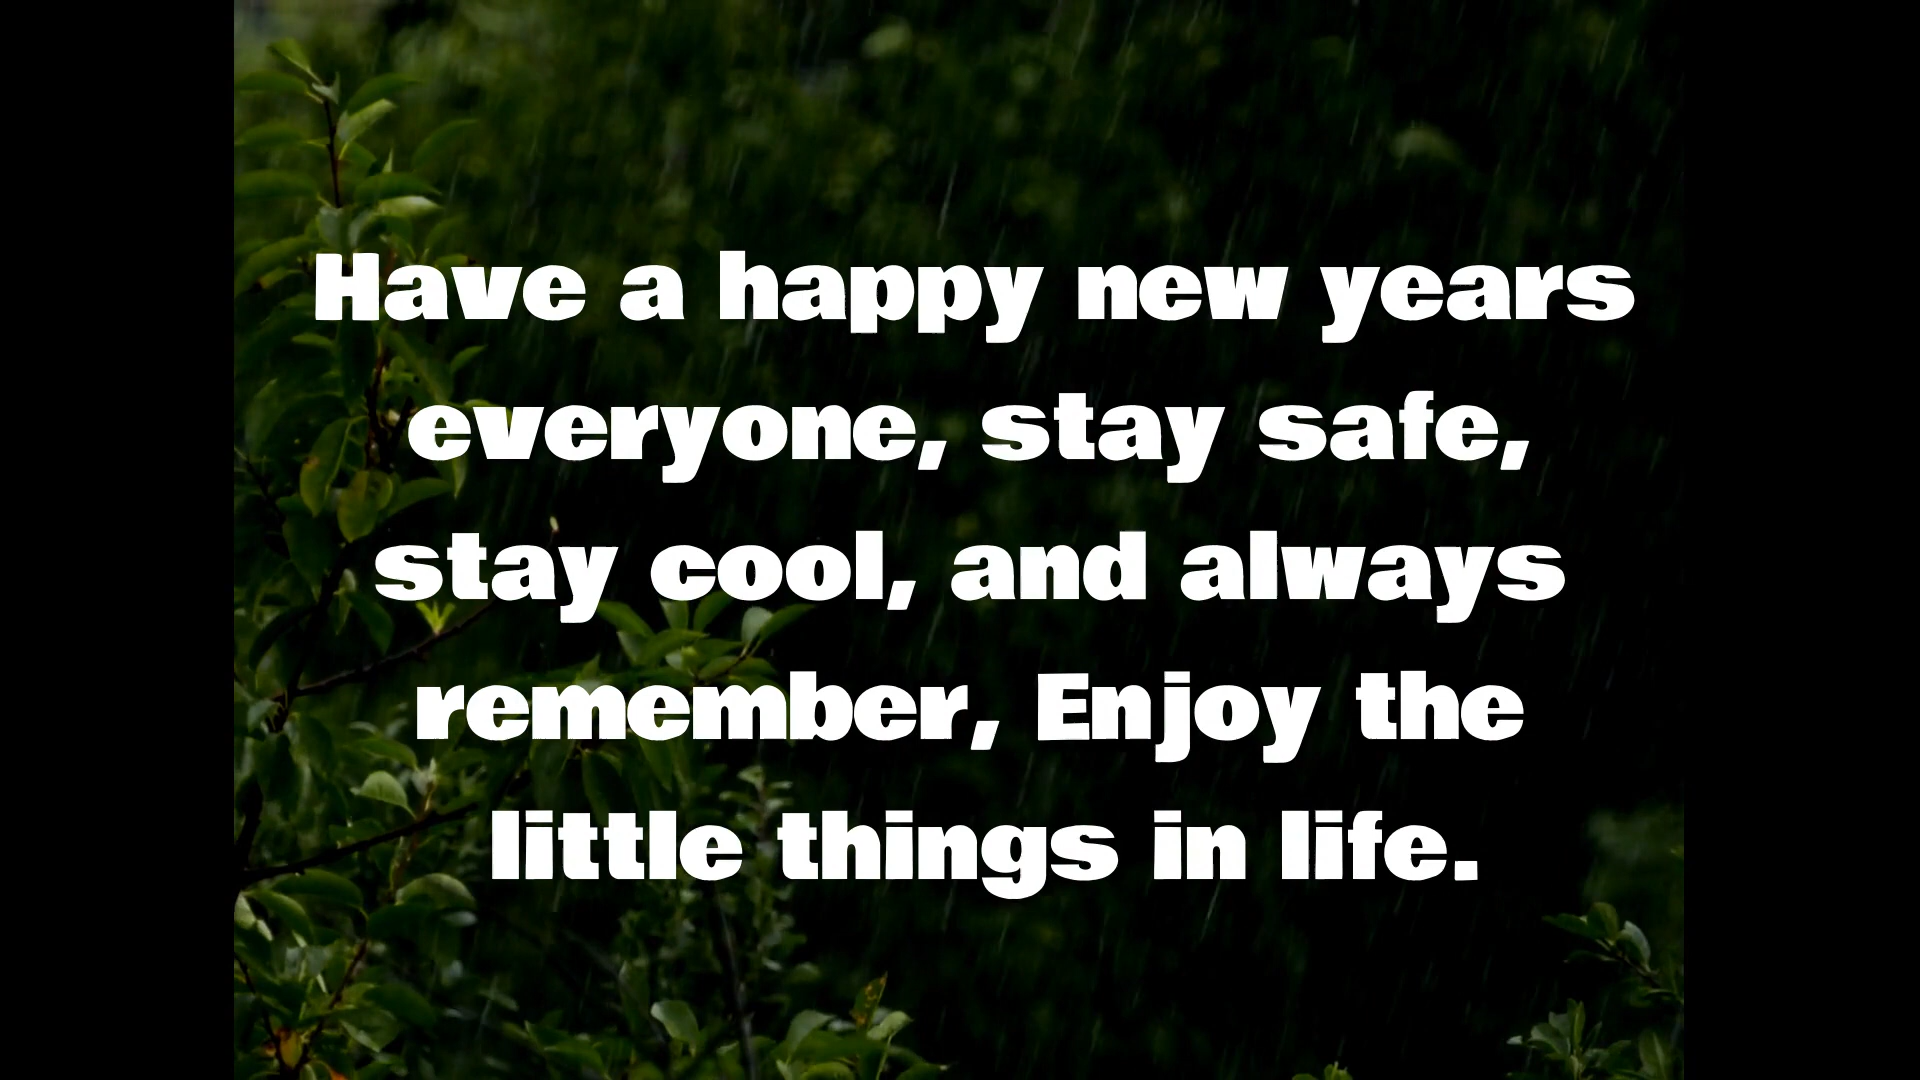 Have a happy new years
everyone, stay safe,
stay cool, and always
remember, Enjoy the
little things in life.